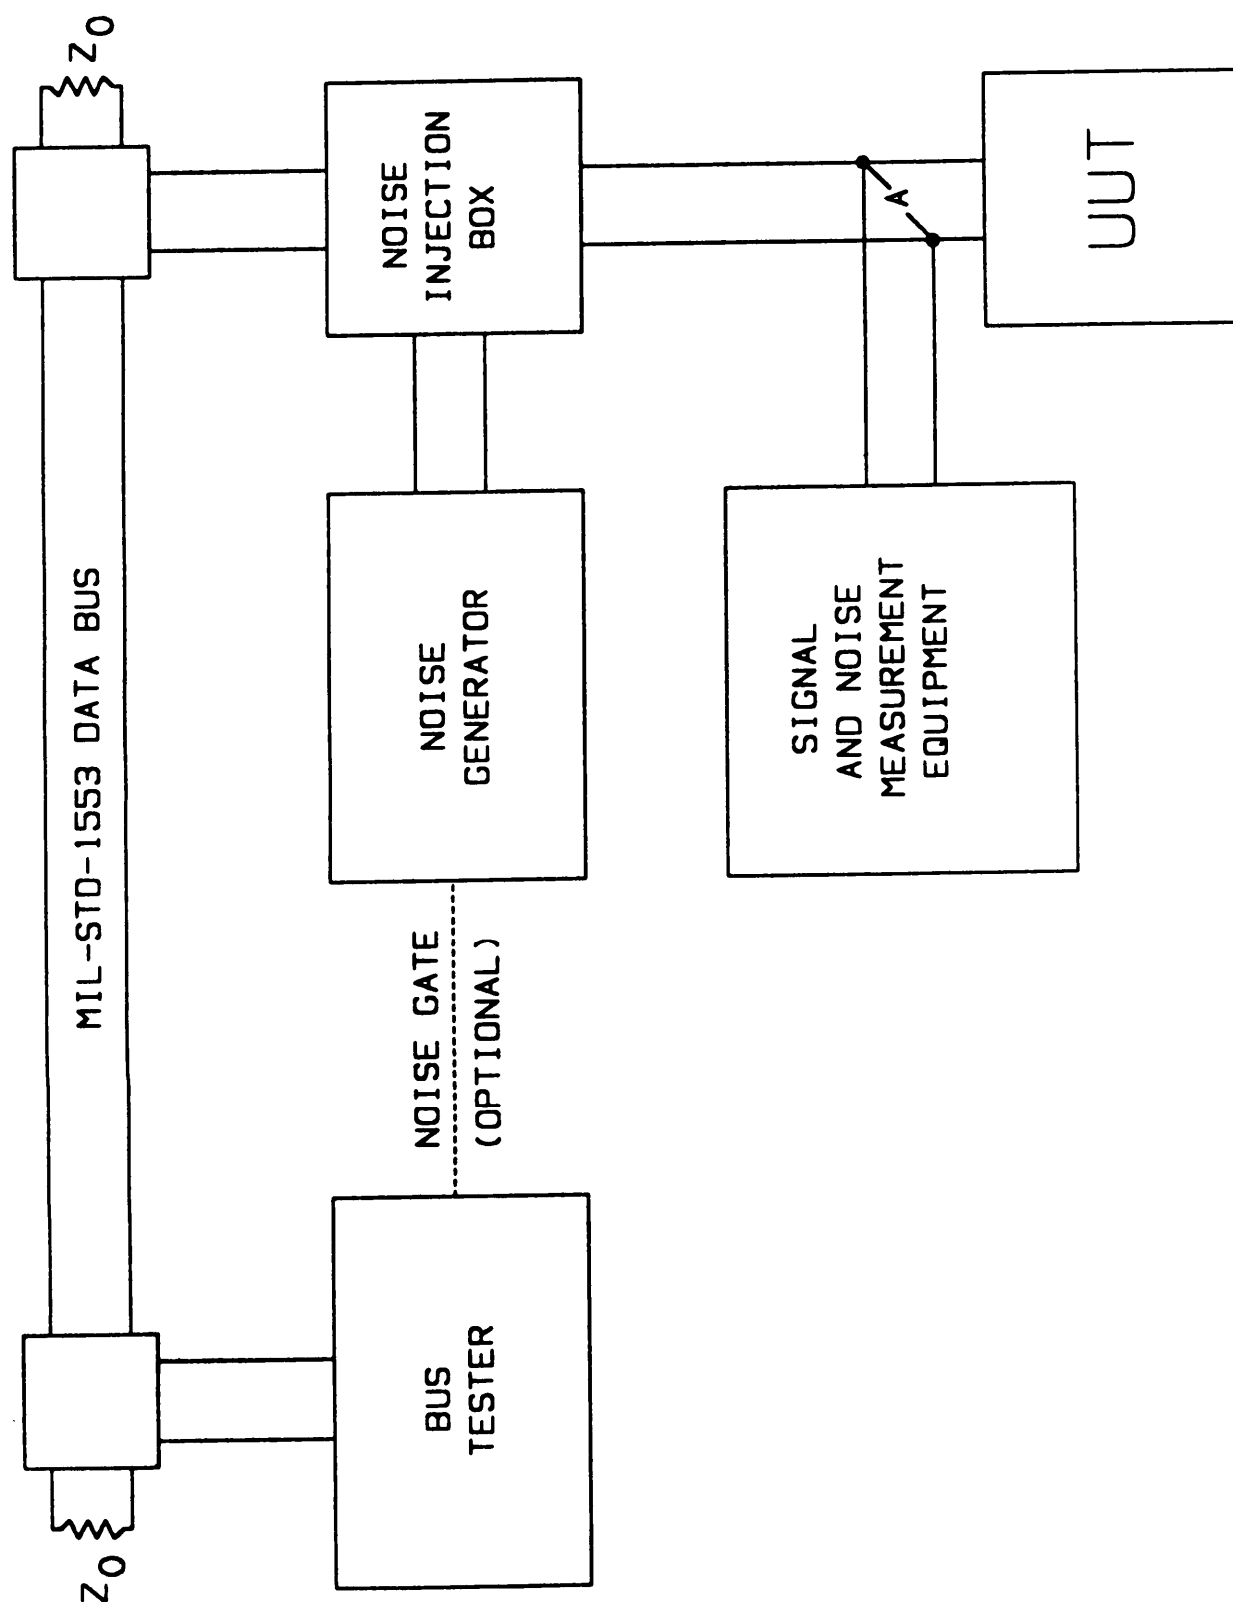 Z0
MIL-STD-1553 DATA BUS
Z0
BUS
TESTER
NOISE GATE
(OPTIONAL)
NOISE
GENERATOR
NOISE
INJECTION
BOX
SIGNAL
AND NOISE
MEASUREMENT
EQUIPMENT
A
UUT